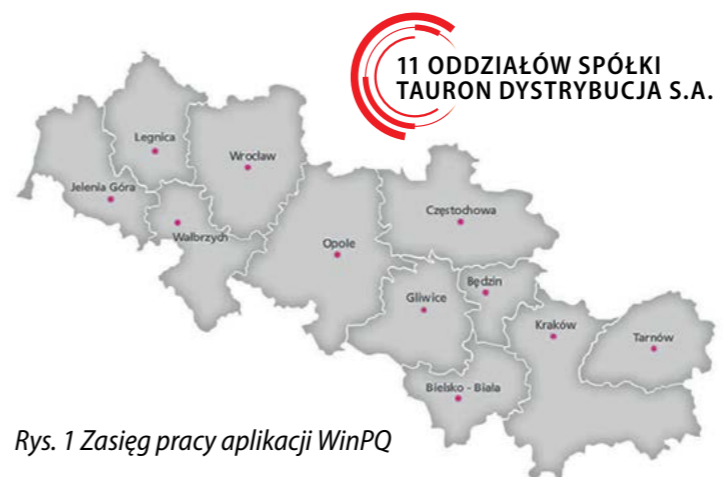 11 ODDZIAŁÓW SPÓŁKI
TAURON DYSTRYBUCJA S.A.
Legnica
Wrocław
Jelenia Góra
Wałbrzych
Opole
Częstochowa
Gliwice
Będzin
Kraków
Tarnów
Bielsko - Biała
Rys. 1 Zasięg pracy aplikacji WinPQ